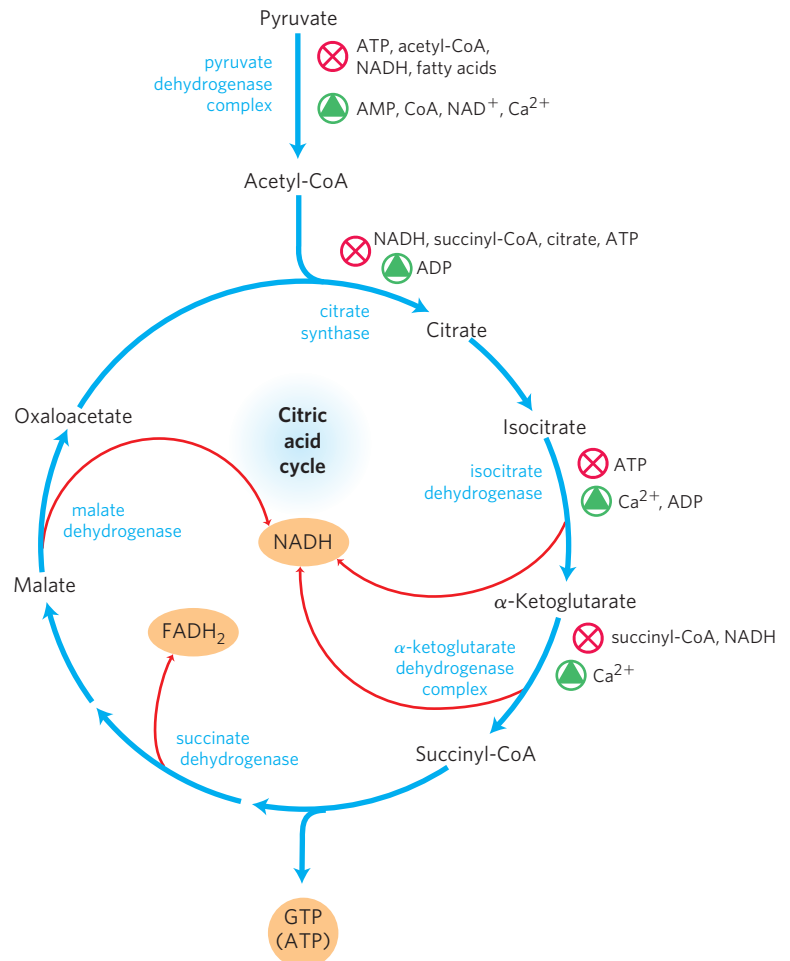 Pyruvate
pyruvate
dehydrogenase
complex
ATP, acetyl-CoA,
NADH, fatty acids
AMP, CoA, NAD⁺, Ca²⁺
Acetyl-CoA
NADH, succinyl-CoA, citrate, ATP
ADP
citrate
synthase
Citrate
Oxaloacetate
Citric
acid
cycle
Isocitrate
isocitrate
dehydrogenase
ATP
Ca²⁺, ADP
malate
dehydrogenase
NADH
Malate
α-Ketoglutarate
FADH₂
α-ketoglutarate
dehydrogenase
complex
succinyl-CoA, NADH
Ca²⁺
succinate
dehydrogenase
Succinyl-CoA
GTP
(ATP)